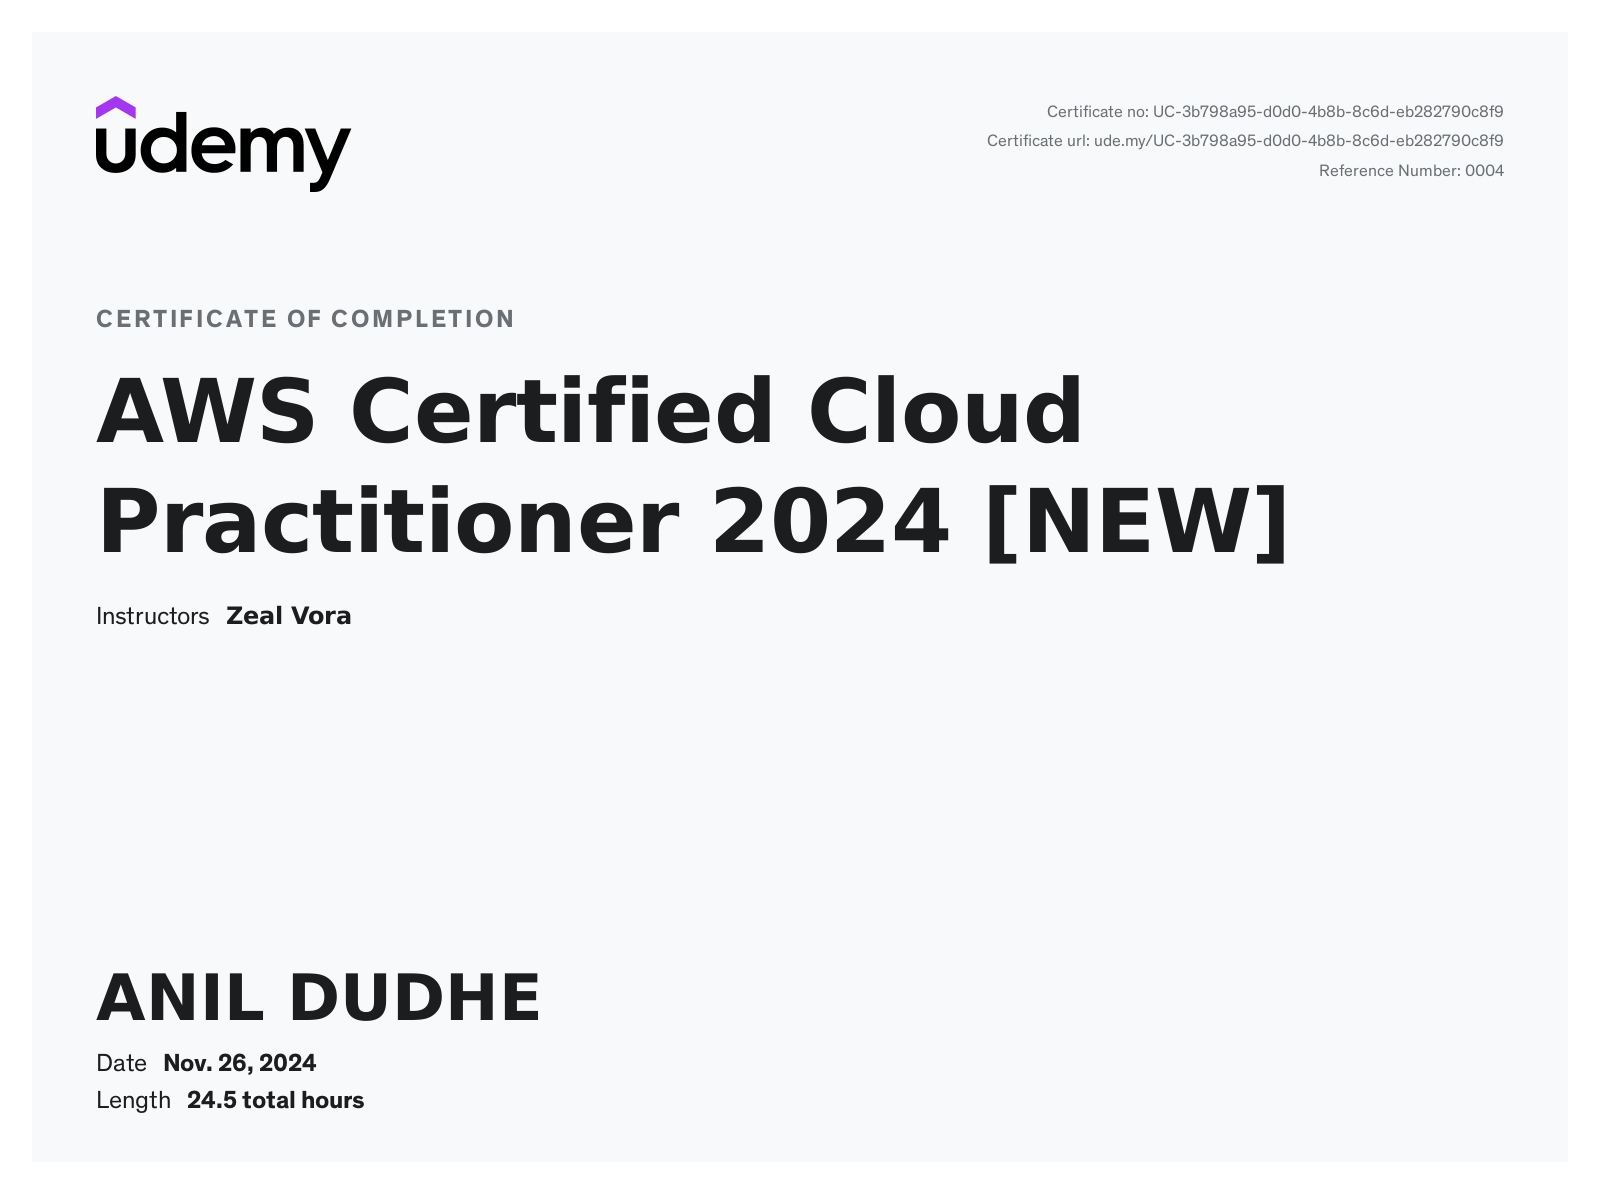 udemy
Certificate no: UC-3b798a95-d0d0-4b8b-8c6d-eb282790c8f9
Certificate url: ude.my/UC-3b798a95-d0d0-4b8b-8c6d-eb282790c8f9
Reference Number: 0004
CERTIFICATE OF COMPLETION
AWS Certified Cloud
Practitioner 2024 [NEW]
Instructors Zeal Vora
ANIL DUDHE
Date Nov. 26, 2024
Length 24.5 total hours